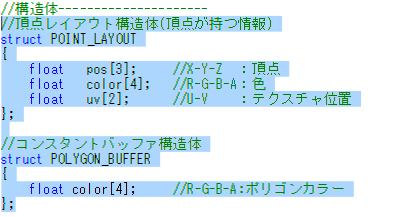 //構造体----------------------
//頂点レイアウト構造体(頂点が持つ情報)
struct POINT_LAYOUT
{
    float   pos[3];     //X-Y-Z  :頂点
    float   color[4];   //R-G-B-A:色
    float   uv[2];      //U-V    :テクスチャ位置
};

//コンスタントバッファ構造体
struct POLYGON_BUFFER
{
    float color[4];     //R-G-B-A:ポリゴンカラー
};